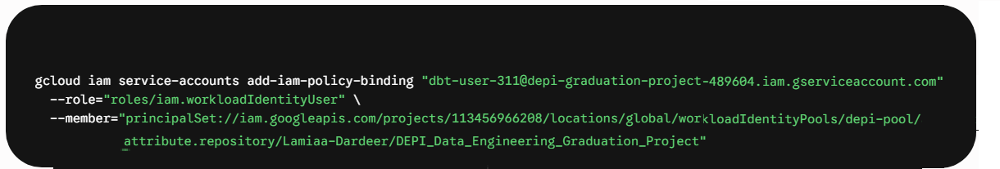 gcloud iam service-accounts add-iam-policy-binding "dbt-user-311@depi-graduation-project-489604.iam.gserviceaccount.com"
--role="roles/iam.workloadIdentityUser" \
--member="principalSet://iam.googleapis.com/projects/113456966208/locations/global/workloadIdentityPools/depi-pool/
attribute.repository/Lamiaa-Dardeer/DEPI_Data_Engineering_Graduation_Project"